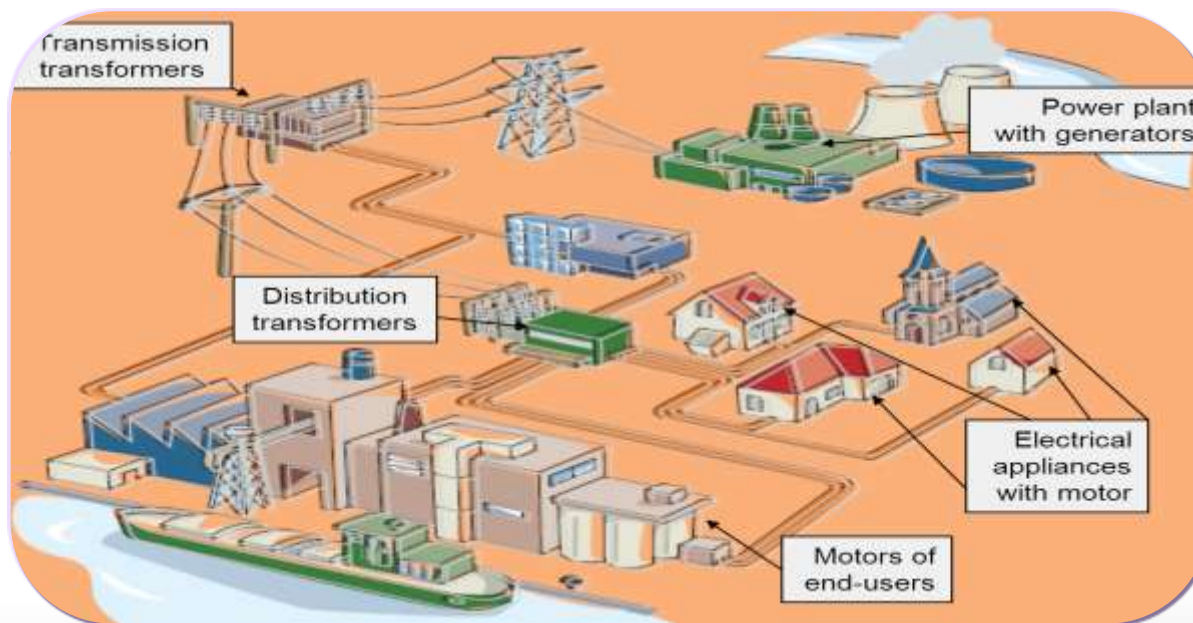 Transmission
transformers
Power plant
with generators
Distribution
transformers
Electrical
appliances
with motor
Motors of
end-users